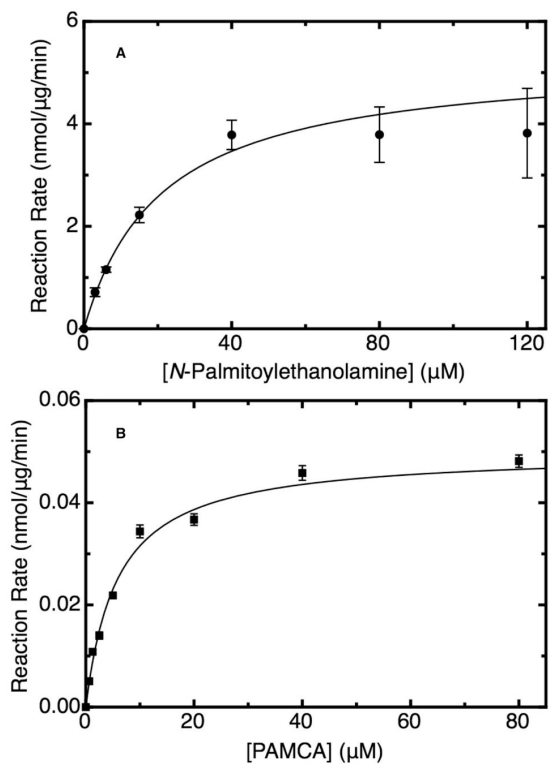 6
A
4
2
0
Reaction Rate (nmol/μg/min)
0 40 80 120
[N-Palmitoylethanolamine] (μM)
0.06
B
0.04
0.02
0.00
Reaction Rate (nmol/μg/min)
0 20 40 60 80
[PAMCA] (μM)